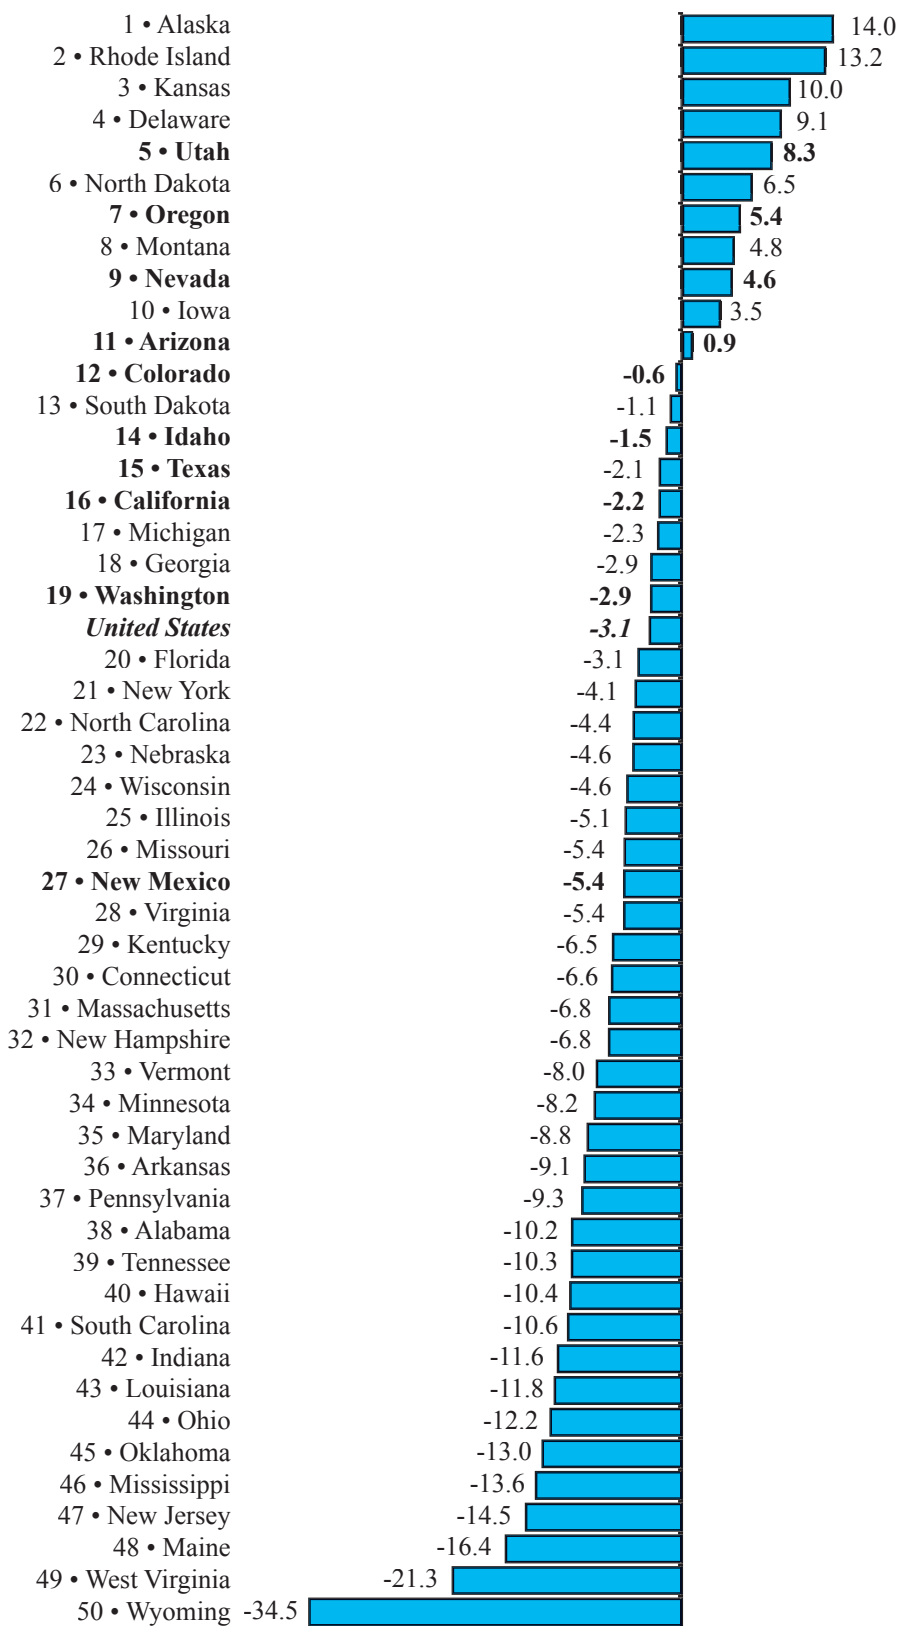 1 • Alaska 14.0
2 • Rhode Island 13.2
3 • Kansas 10.0
4 • Delaware 9.1
5 • Utah 8.3
6 • North Dakota 6.5
7 • Oregon 5.4
8 • Montana 4.8
9 • Nevada 4.6
10 • Iowa 3.5
11 • Arizona 0.9
12 • Colorado -0.6
13 • South Dakota -1.1
14 • Idaho -1.5
15 • Texas -2.1
16 • California -2.2
17 • Michigan -2.3
18 • Georgia -2.9
19 • Washington -2.9
United States -3.1
20 • Florida -3.1
21 • New York -4.1
22 • North Carolina -4.4
23 • Nebraska -4.6
24 • Wisconsin -4.6
25 • Illinois -5.1
26 • Missouri -5.4
27 • New Mexico -5.4
28 • Virginia -5.4
29 • Kentucky -6.5
30 • Connecticut -6.6
31 • Massachusetts -6.8
32 • New Hampshire -6.8
33 • Vermont -8.0
34 • Minnesota -8.2
35 • Maryland -8.8
36 • Arkansas -9.1
37 • Pennsylvania -9.3
38 • Alabama -10.2
39 • Tennessee -10.3
40 • Hawaii -10.4
41 • South Carolina -10.6
42 • Indiana -11.6
43 • Louisiana -11.8
44 • Ohio -12.2
45 • Oklahoma -13.0
46 • Mississippi -13.6
47 • New Jersey -14.5
48 • Maine -16.4
49 • West Virginia -21.3
50 • Wyoming -34.5